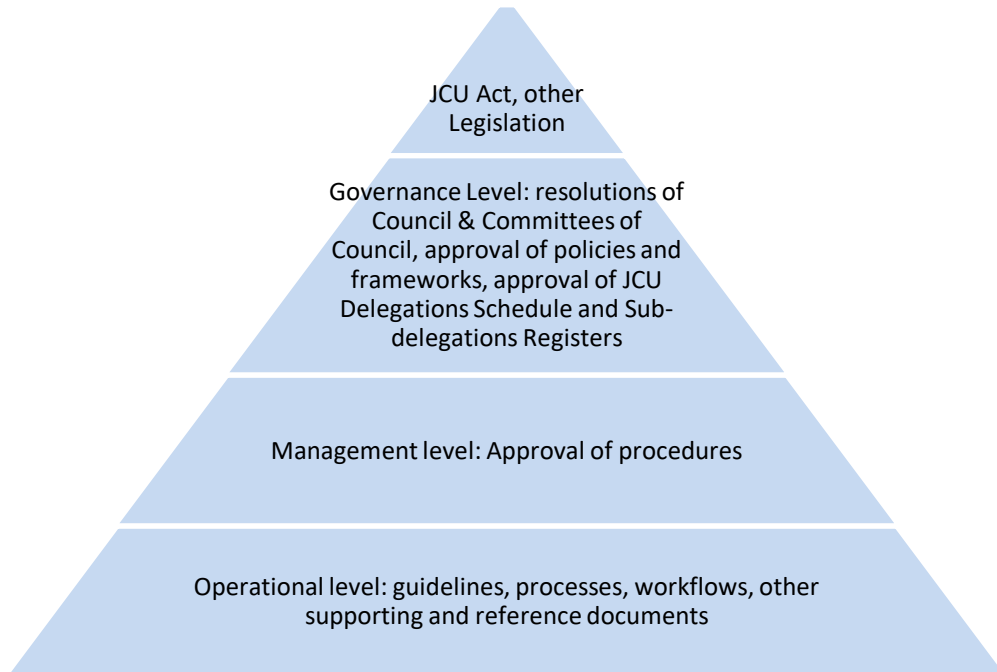 JCU Act, other
Legislation
Governance Level: resolutions of
Council & Committees of
Council, approval of policies and
frameworks, approval of JCU
Delegations Schedule and Sub-
delegations Registers
Management level: Approval of procedures
Operational level: guidelines, processes, workflows, other
supporting and reference documents